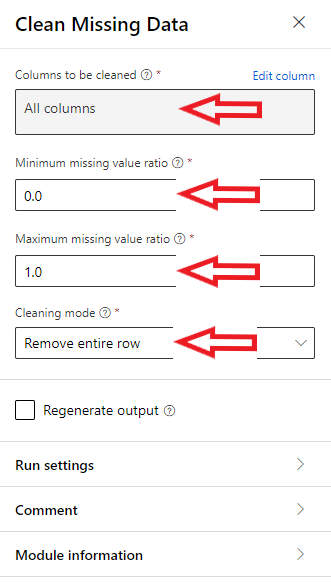 Clean Missing Data
Columns to be cleaned * Edit column
All columns
Minimum missing value ratio *
0.0
Maximum missing value ratio *
1.0
Cleaning mode *
Remove entire row
Regenerate output
Run settings
Comment
Module information